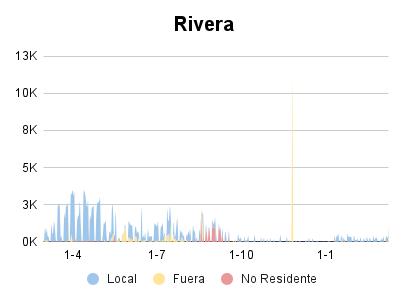 Rivera
13K
10K
8K
5K
3K
0K
1-4 1-7 1-10 1-1
Local Fuera No Residente